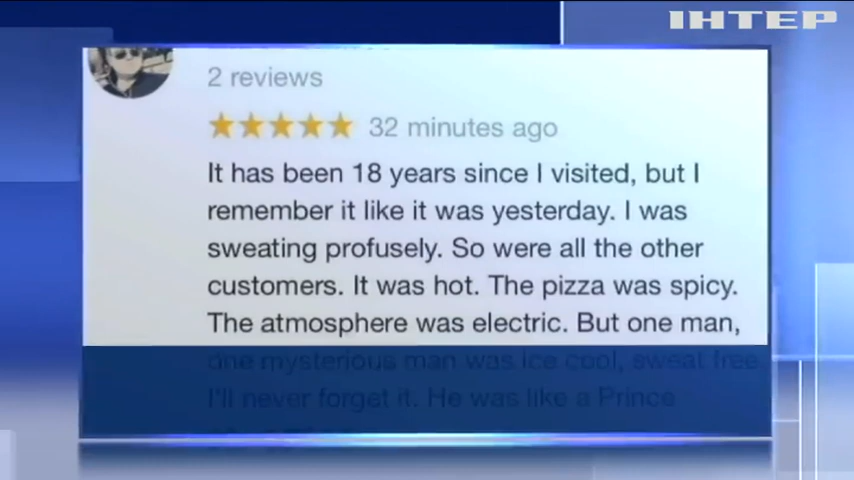 ІНТЕР
2 reviews
32 minutes ago
It has been 18 years since I visited, but I
remember it like it was yesterday. I was
sweating profusely. So were all the other
customers. It was hot. The pizza was spicy.
The atmosphere was electric. But one man,
one mysterious man was ice cool, sweat free.
I'll never forget it. He was like a Prince